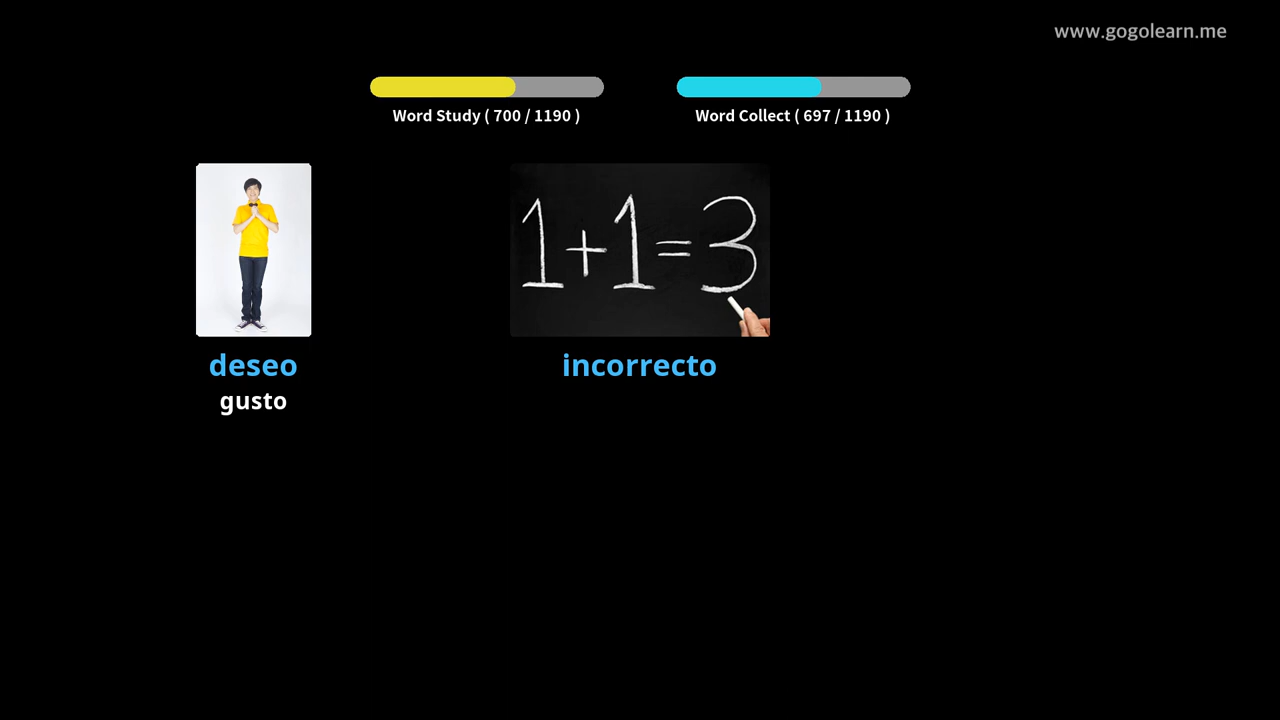 www.gogolearn.me
Word Study ( 700 / 1190 )
Word Collect ( 697 / 1190 )
1+1=3
deseo
incorrecto
gusto